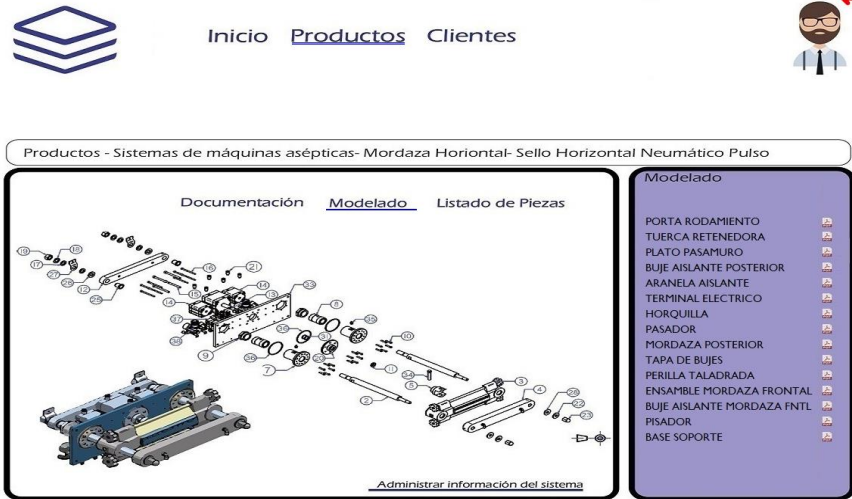 Inicio Productos Clientes
Productos - Sistemas de máquinas asépticas- Mordaza Horiontal- Sello Horizontal Neumático Pulso
Documentación Modelado Listado de Piezas
Administrar información del sistema
Modelado
PORTA RODAMIENTO
TUERCA RETENEDORA
PLATO PASAMURO
BUJE AISLANTE POSTERIOR
ARANELA AISLANTE
TERMINAL ELECTRICO
HORQUILLA
PASADOR
MORDAZA POSTERIOR
TAPA DE BUJES
PERILLA TALADRADA
ENSAMBLE MORDAZA FRONTAL
BUJE AISLANTE MORDAZA FNTL
PISADOR
BASE SOPORTE